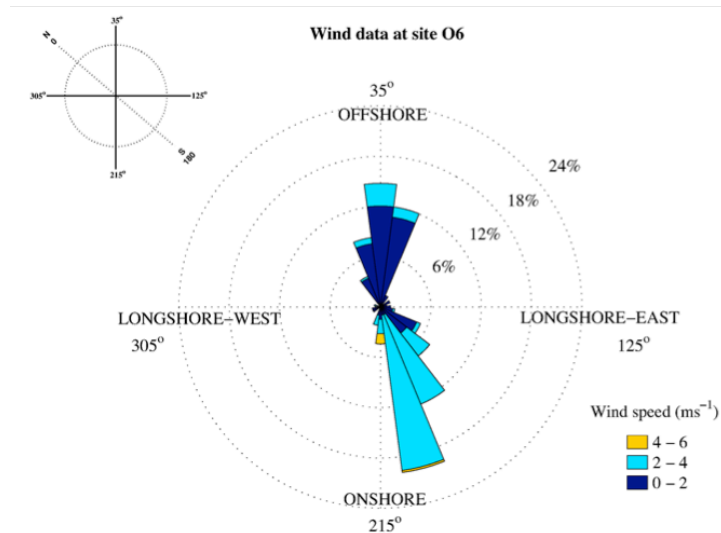 Wind data at site O6
35°
N 0
305°
125°
S 180
215°
35°
OFFSHORE
24%
18%
12%
6%
LONGSHORE–WEST
305°
LONGSHORE–EAST
125°
Wind speed (ms⁻¹)
4 – 6
2 – 4
0 – 2
ONSHORE
215°